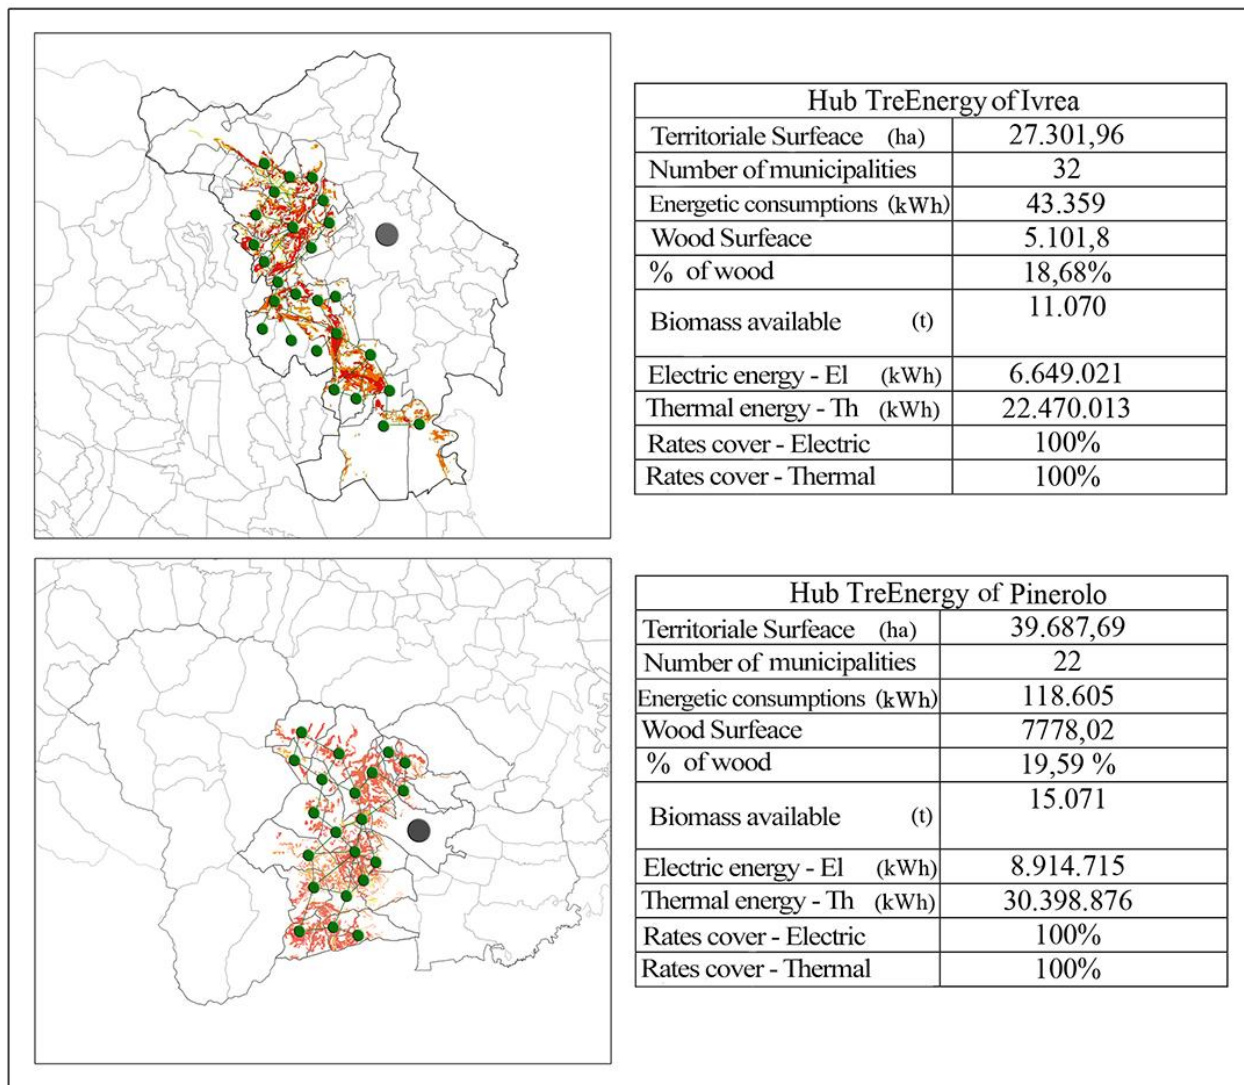 Hub TreEnergy of Ivrea
Territoriale Surfeace (ha) 27.301,96
Number of municipalities 32
Energetic consumptions (kWh) 43.359
Wood Surfeace 5.101,8
% of wood 18,68%
Biomass available (t) 11.070
Electric energy - El (kWh) 6.649.021
Thermal energy - Th (kWh) 22.470.013
Rates cover - Electric 100%
Rates cover - Thermal 100%
Hub TreEnergy of Pinerolo
Territoriale Surfeace (ha) 39.687,69
Number of municipalities 22
Energetic consumptions (kWh) 118.605
Wood Surfeace 7778,02
% of wood 19,59 %
Biomass available (t) 15.071
Electric energy - El (kWh) 8.914.715
Thermal energy - Th (kWh) 30.398.876
Rates cover - Electric 100%
Rates cover - Thermal 100%